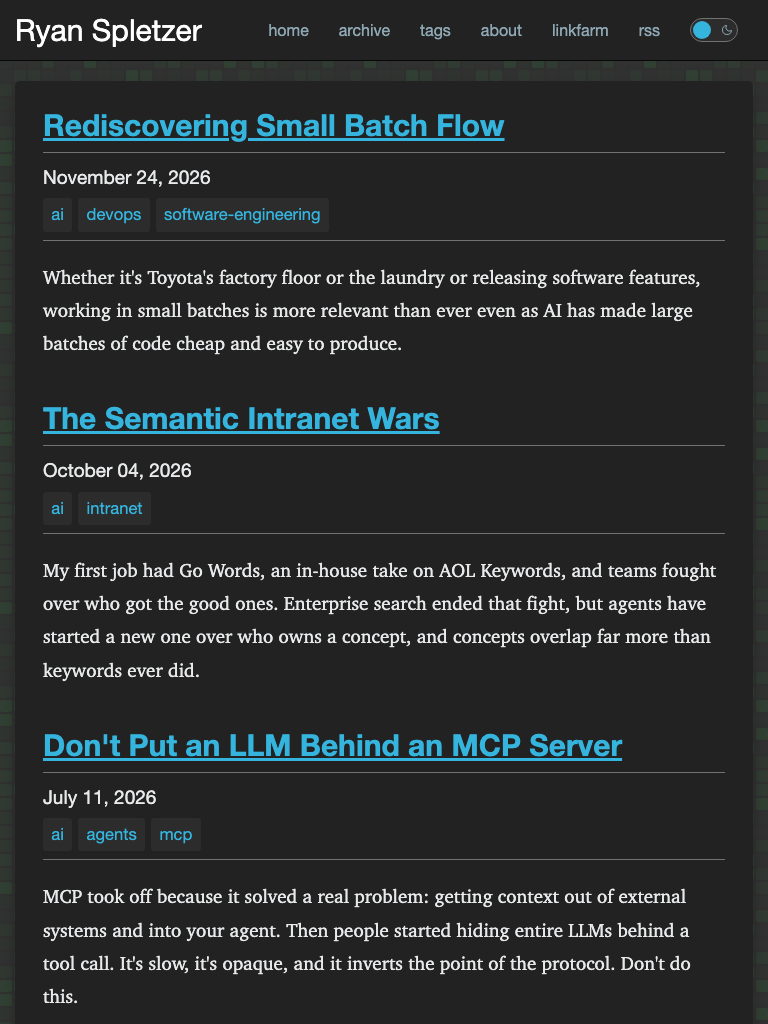 Ryan Spletzer
home archive tags about linkfarm rss
Rediscovering Small Batch Flow
November 24, 2026
ai devops software-engineering
Whether it's Toyota's factory floor or the laundry or releasing software features,
working in small batches is more relevant than ever even as AI has made large
batches of code cheap and easy to produce.
The Semantic Intranet Wars
October 04, 2026
ai intranet
My first job had Go Words, an in-house take on AOL Keywords, and teams fought
over who got the good ones. Enterprise search ended that fight, but agents have
started a new one over who owns a concept, and concepts overlap far more than
keywords ever did.
Don't Put an LLM Behind an MCP Server
July 11, 2026
ai agents mcp
MCP took off because it solved a real problem: getting context out of external
systems and into your agent. Then people started hiding entire LLMs behind a
tool call. It's slow, it's opaque, and it inverts the point of the protocol. Don't do
this.